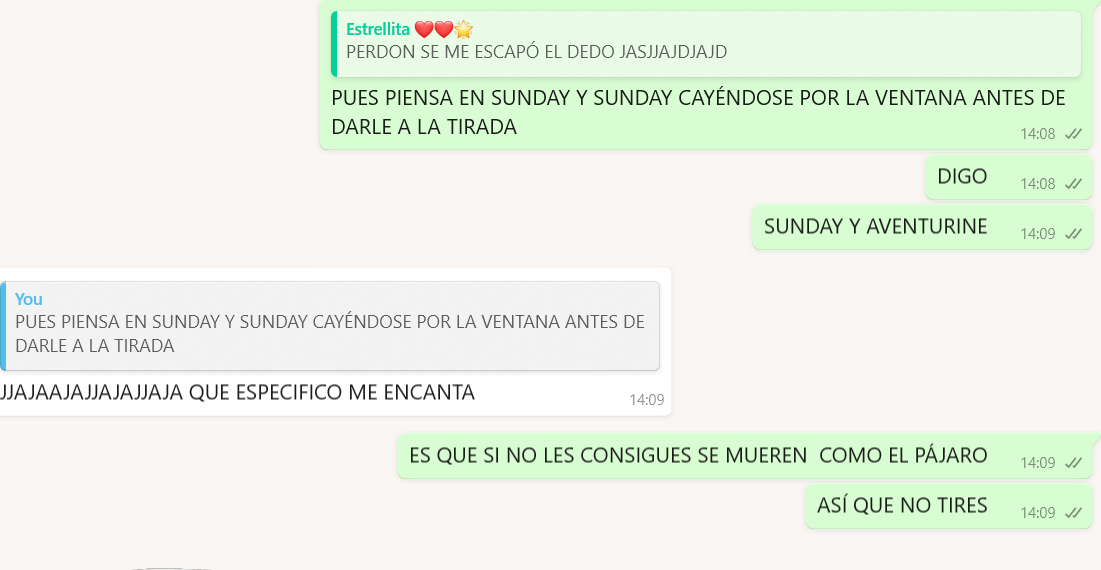 Estrellita ❤️❤️🌟
PERDON SE ME ESCAPÓ EL DEDO JASJJAJDJAJD
PUES PIENSA EN SUNDAY Y SUNDAY CAYÉNDOSE POR LA VENTANA ANTES DE
DARLE A LA TIRADA
14:08
DIGO
14:08
SUNDAY Y AVENTURINE
14:09
You
PUES PIENSA EN SUNDAY Y SUNDAY CAYÉNDOSE POR LA VENTANA ANTES DE
DARLE A LA TIRADA
JJAJAAJAJJAJAJJAJA QUE ESPECIFICO ME ENCANTA
14:09
ES QUE SI NO LES CONSIGUES SE MUEREN  COMO EL PÁJARO
14:09
ASÍ QUE NO TIRES
14:09